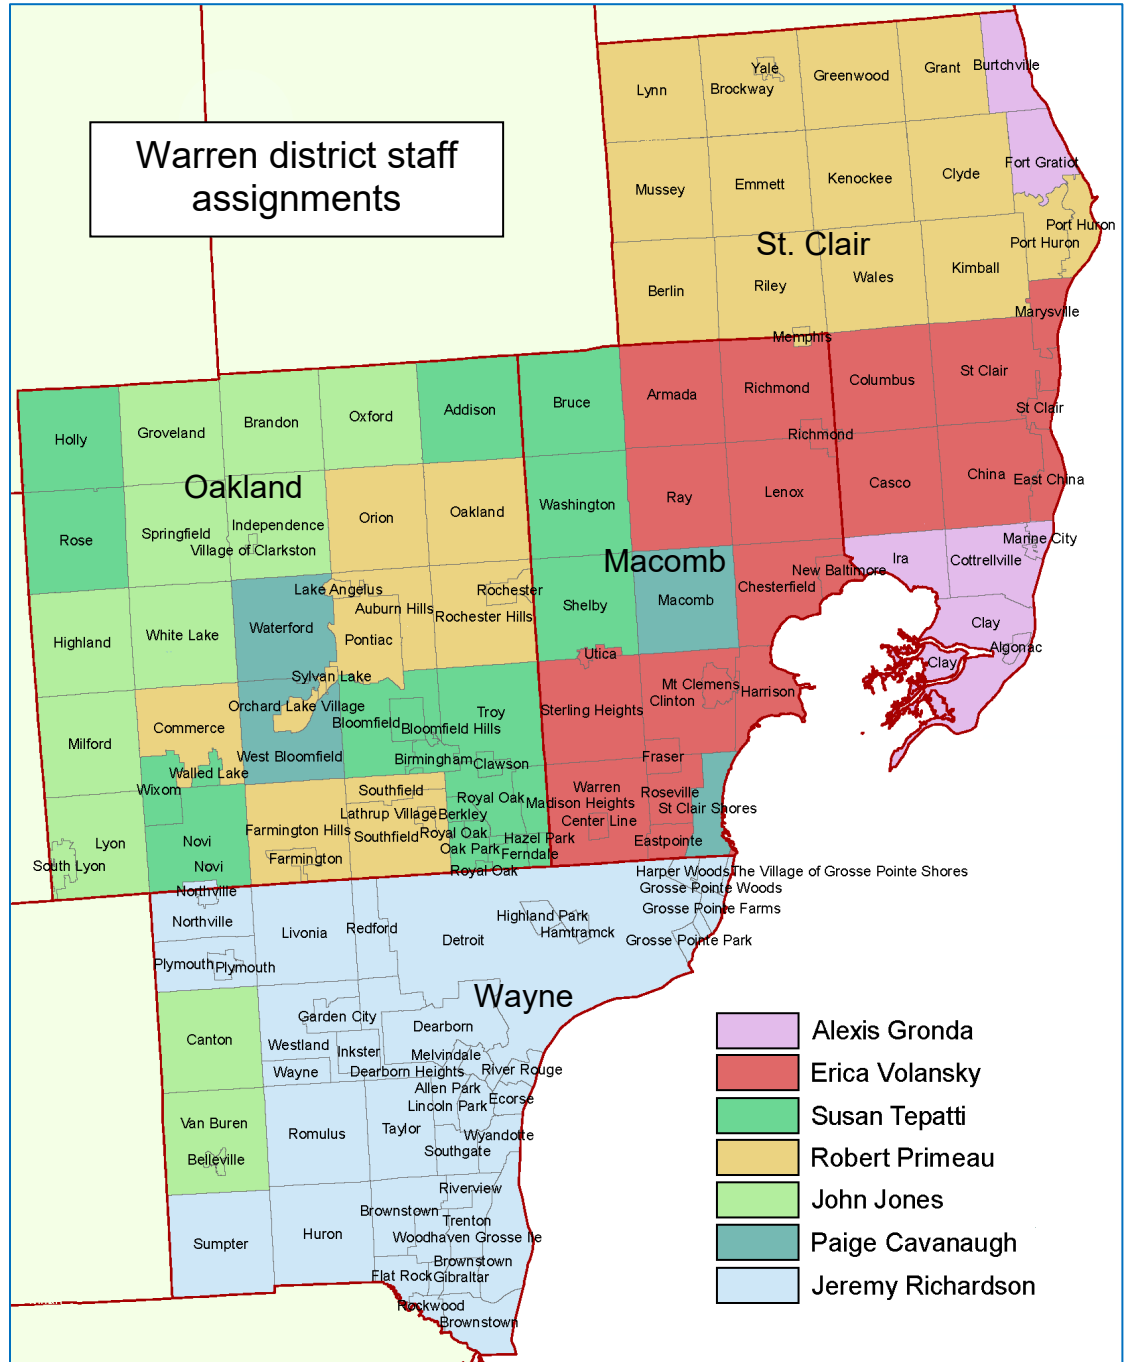 Warren district staff
assignments
Lynn
Yale
Brockway
Greenwood
Grant
Burtchville
Mussey
Emmett
Kenockee
Clyde
Fort Gratiot
St. Clair
Port Huron
Port Huron
Berlin
Riley
Wales
Kimball
Marysville
Memphis
Holly
Groveland
Brandon
Oxford
Addison
Bruce
Armada
Richmond
Columbus
St Clair
St Clair
Richmond
Oakland
Rose
Springfield
Independence
Village of Clarkston
Orion
Oakland
Washington
Ray
Lenox
Casco
China
East China
Macomb
Marine City
Highland
White Lake
Waterford
Lake Angelus
Auburn Hills
Pontiac
Rochester
Rochester Hills
Shelby
Macomb
Chesterfield
New Baltimore
Ira
Cottrellville
Clay
Algonac
Clay
Utica
Sylvan Lake
Milford
Commerce
Orchard Lake Village
West Bloomfield
Bloomfield
Bloomfield Hills
Troy
Birmingham
Clawson
Sterling Heights
Mt Clemens
Clinton
Harrison
Fraser
Walled Lake
Wixom
Novi
Novi
Lyon
South Lyon
Southfield
Farmington Hills
Farmington
Lathrup Village
Southfield
Berkley
Royal Oak
Royal Oak
Oak Park
Hazel Park
Ferndale
Royal Oak
Warren
Madison Heights
Center Line
Roseville
St Clair Shores
Eastpointe
Northville
Northville
Livonia
Redford
Detroit
Highland Park
Hamtramck
Harper Woods
The Village of Grosse Pointe Shores
Grosse Pointe Woods
Grosse Pointe Farms
Grosse Pointe Park
Plymouth
Plymouth
Wayne
Canton
Garden City
Westland
Inkster
Wayne
Dearborn
Melvindale
Dearborn Heights
River Rouge
Allen Park
Lincoln Park
Ecorse
Van Buren
Belleville
Romulus
Taylor
Wyandotte
Southgate
Sumpter
Huron
Riverview
Brownstown
Trenton
Woodhaven
Grosse Ile
Brownstown
Flat Rock
Gibraltar
Rockwood
Brownstown
Alexis Gronda
Erica Volansky
Susan Tepatti
Robert Primeau
John Jones
Paige Cavanaugh
Jeremy Richardson